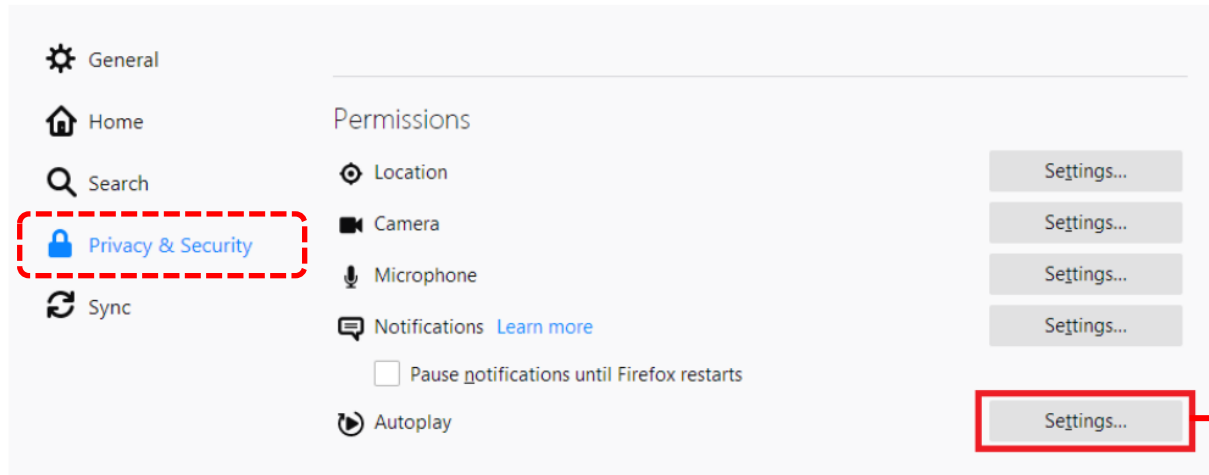 General
Home
Search
Privacy & Security
Sync
Permissions
Location Settings...
Camera Settings...
Microphone Settings...
Notifications Learn more Settings...
Pause notifications until Firefox restarts
Autoplay Settings...